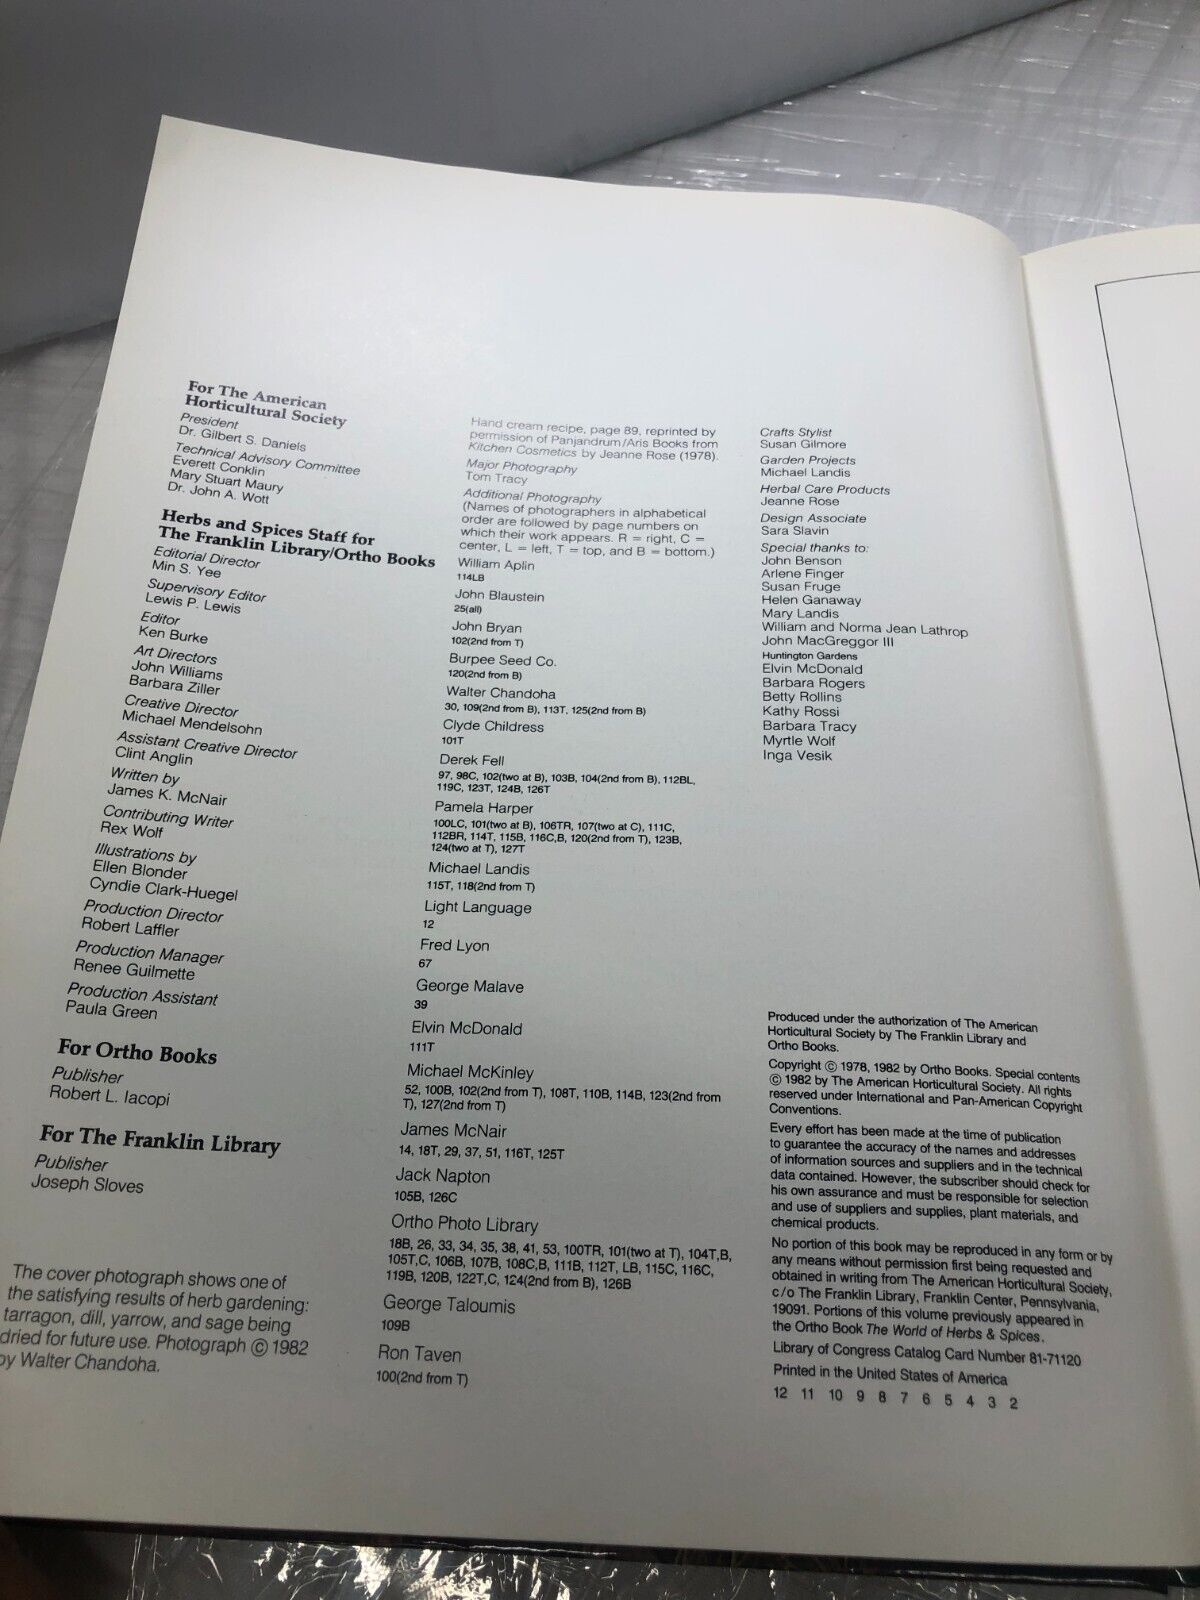 For The American
Horticultural Society
President
Dr. Gilbert S. Daniels
Technical Advisory Committee
Everett Conklin
Mary Stuart Maury
Dr. John A. Wott
Herbs and Spices Staff for
The Franklin Library/Ortho Books
Editorial Director
Min S. Yee
Supervisory Editor
Lewis P. Lewis
Editor
Ken Burke
Art Directors
John Williams
Barbara Ziller
Creative Director
Michael Mendelsohn
Assistant Creative Director
Clint Anglin
Written by
James K. McNair
Contributing Writer
Rex Wolf
Illustrations by
Ellen Blonder
Cyndie Clark-Huegel
Production Director
Robert Laffler
Production Manager
Renee Guilmette
Production Assistant
Paula Green
For Ortho Books
Publisher
Robert L. Iacopi
For The Franklin Library
Publisher
Joseph Sloves
The cover photograph shows one of
the satisfying results of herb gardening:
tarragon, dill, yarrow, and sage being
dried for future use. Photograph © 1982
by Walter Chandoha.
Hand cream recipe, page 89, reprinted by
permission of Panjandrum/Aris Books from
Kitchen Cosmetics by Jeanne Rose (1978).
Major Photography
Tom Tracy
Additional Photography
(Names of photographers in alphabetical
order are followed by page numbers on
which their work appears. R = right, C =
center, L = left, T = top, and B = bottom.)
William Aplin
114LB
John Blaustein
25(all)
John Bryan
102(2nd from T)
Burpee Seed Co.
120(2nd from B)
Walter Chandoha
30, 109(2nd from B), 113T, 125(2nd from B)
Clyde Childress
101T
Derek Fell
97, 98C, 102(two at B), 103B, 104(2nd from B), 112BL,
119C, 123T, 124B, 126T
Pamela Harper
100LC, 101(two at B), 106TR, 107(two at C), 111C,
112BR, 114T, 115B, 116C,B, 120(2nd from T), 123B,
124(two at T), 127T
Michael Landis
115T, 118(2nd from T)
Light Language
12
Fred Lyon
67
George Malave
39
Elvin McDonald
111T
Michael McKinley
52, 100B, 102(2nd from T), 108T, 110B, 114B, 123(2nd from
T), 127(2nd from T)
James McNair
14, 18T, 29, 37, 51, 116T, 125T
Jack Napton
105B, 126C
Ortho Photo Library
18B, 26, 33, 34, 35, 38, 41, 53, 100TR, 101(two at T), 104T,B,
105T,C, 106B, 107B, 108C,B, 111B, 112T, LB, 115C, 116C,
119B, 120B, 122T,C, 124(2nd from B), 126B
George Taloumis
109B
Ron Taven
100(2nd from T)
Crafts Stylist
Susan Gilmore
Garden Projects
Michael Landis
Herbal Care Products
Jeanne Rose
Design Associate
Sara Slavin
Special thanks to:
John Benson
Arlene Finger
Susan Fruge
Helen Ganaway
Mary Landis
William and Norma Jean Lathrop
John MacGreggor III
Huntington Gardens
Elvin McDonald
Barbara Rogers
Betty Rollins
Kathy Rossi
Barbara Tracy
Myrtle Wolf
Inga Vesik
Produced under the authorization of The American
Horticultural Society by The Franklin Library and
Ortho Books.
Copyright © 1978, 1982 by Ortho Books. Special contents
© 1982 by The American Horticultural Society. All rights
reserved under International and Pan-American Copyright
Conventions.
Every effort has been made at the time of publication
to guarantee the accuracy of the names and addresses
of information sources and suppliers and in the technical
data contained. However, the subscriber should check for
his own assurance and must be responsible for selection
and use of suppliers and supplies, plant materials, and
chemical products.
No portion of this book may be reproduced in any form or by
any means without permission first being requested and
obtained in writing from The American Horticultural Society,
c/o The Franklin Library, Franklin Center, Pennsylvania,
19091. Portions of this volume previously appeared in
the Ortho Book The World of Herbs & Spices.
Library of Congress Catalog Card Number 81-71120
Printed in the United States of America
12 11 10 9 8 7 6 5 4 3 2